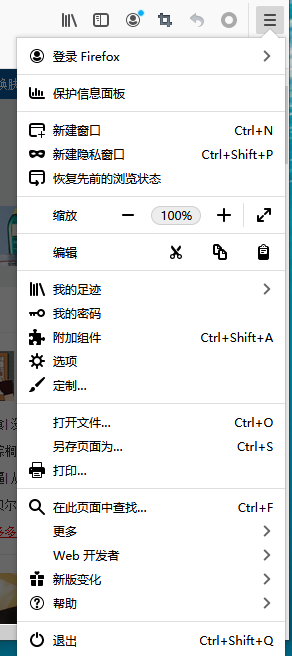 登录 Firefox
保护信息面板
新建窗口 Ctrl+N
新建隐私窗口 Ctrl+Shift+P
恢复先前的浏览状态
缩放 100%
编辑
我的足迹
我的密码
附加组件 Ctrl+Shift+A
选项
定制...
打开文件... Ctrl+O
另存页面为... Ctrl+S
打印...
在此页面中查找... Ctrl+F
更多
Web 开发者
新版变化
帮助
退出 Ctrl+Shift+Q